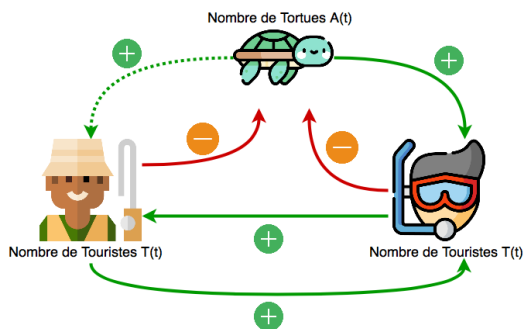 Nombre de Tortues A(t)
+
+
−
−
Nombre de Touristes T(t)
Nombre de Touristes T(t)
+
+